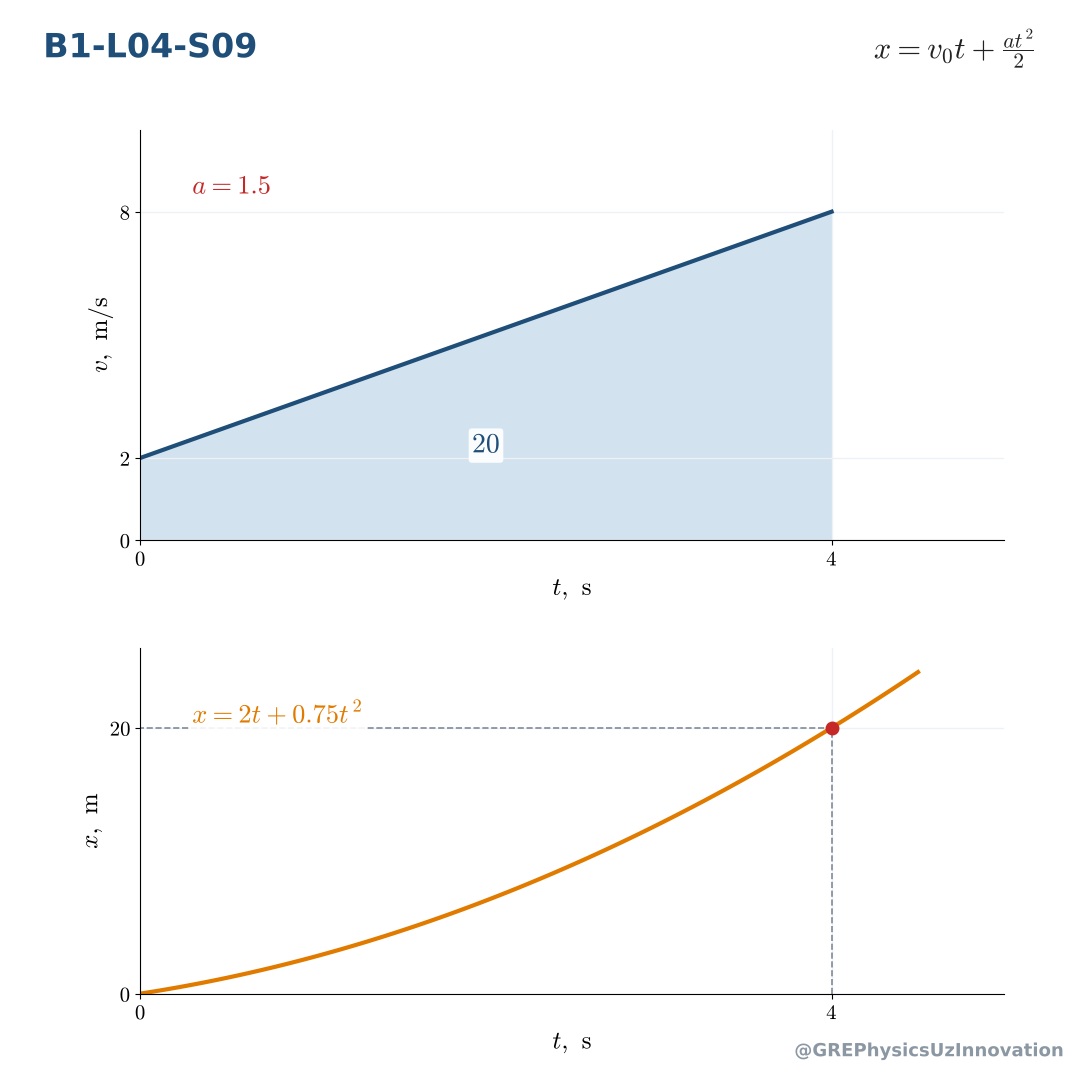 B1-L04-S09
x = v₀t + at²/2
a = 1.5
8
v, m/s
20
2
0
0
4
t, s
x = 2t + 0.75t²
20
x, m
0
0
4
t, s
@GREPhysicsUzInnovation